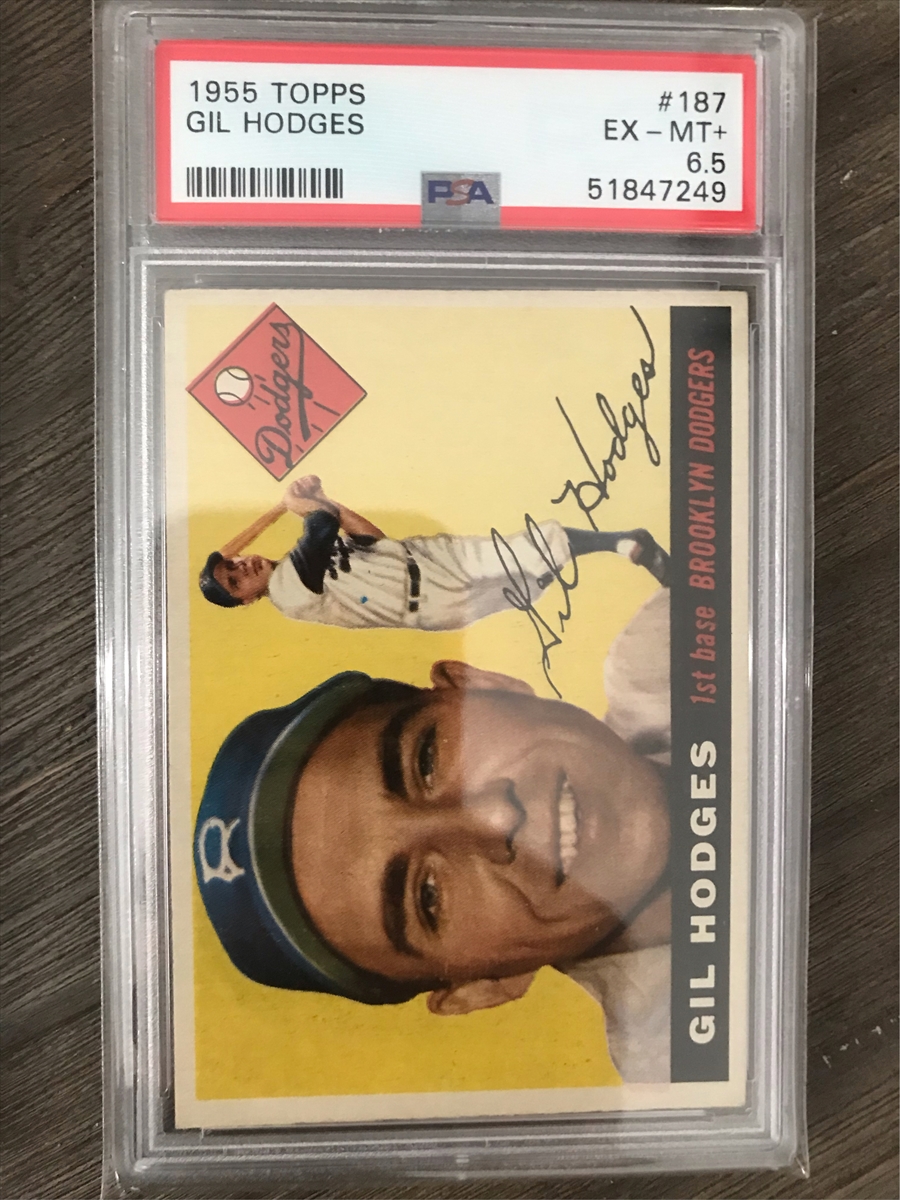 1955 TOPPS #187
GIL HODGES EX - MT+
6.5
PSA 51847249
Dodgers
Gil Hodges
GIL HODGES 1st base BROOKLYN DODGERS
B